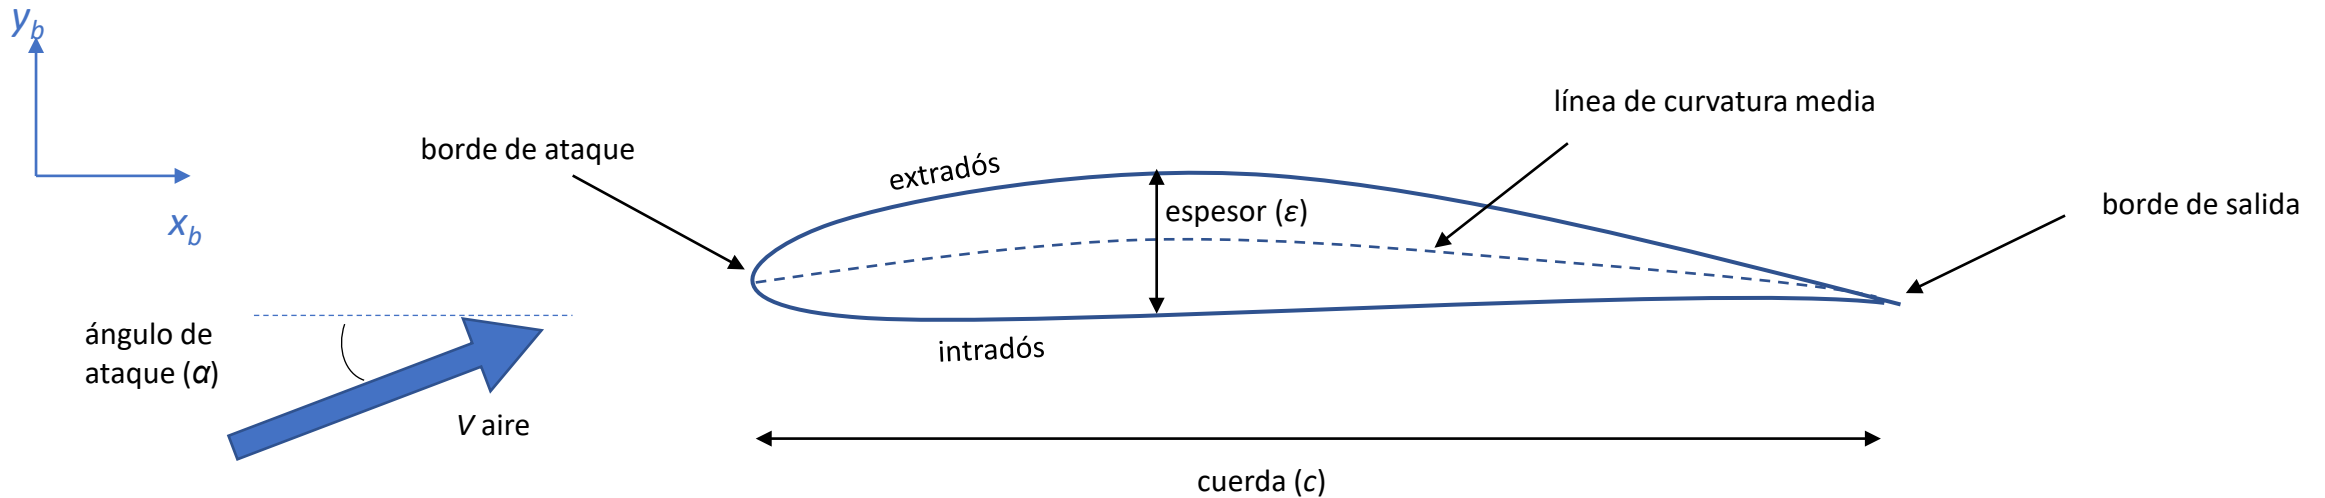 y_b
x_b
borde de ataque
extradós
línea de curvatura media
espesor (ε)
borde de salida
ángulo de
ataque (α)
intradós
V aire
cuerda (c)